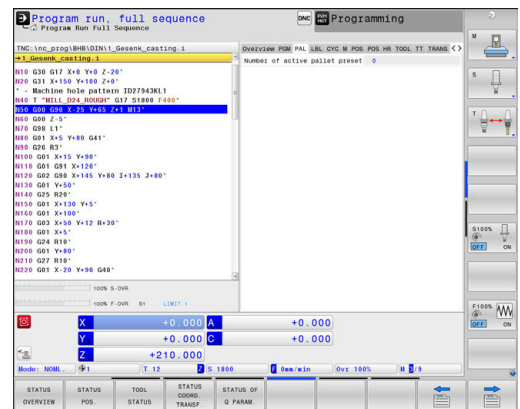 Program run, full sequence
Program Run Full Sequence
DNC
Programming
TNC:\nc_prog\BHB\DIN\1_Gesenk_casting.i
→1_Gesenk_casting.i
N10 G30 G17 X+0 Y+0 Z-20*
N20 G31 X+150 Y+100 Z+0*
* - Machine hole pattern ID27943KL1
N40 T "MILL_D24_ROUGH" G17 S1800 F400*
N50 G00 G90 X-25 Y+65 Z+1 M13*
N60 G00 Z-5*
N70 G98 L1*
N80 G01 X+5 Y+80 G41*
N90 G26 R3*
N100 G01 X+15 Y+90*
N110 G01 G91 X+120*
N120 G02 G90 X+145 Y+80 I+135 J+80*
N130 G01 Y+50*
N140 G25 R20*
N150 G01 X+130 Y+5*
N160 G01 X+100*
N170 G03 X+50 Y+12 R+30*
N180 G01 X+5*
N190 G24 R10*
N200 G01 Y+80*
N210 G27 R10*
N220 G01 X-20 Y+90 G40*
Overview PGM PAL LBL CYC M POS POS HR TOOL TT TRANS
Number of active pallet preset 0
100% S-OVR
100% F-OVR S1 LIMIT 1
X +0.000 A +0.000
Y +0.000 C +0.000
Z +210.000
Mode: NOML. 1 T 12 Z S 1800 F 0mm/min Ovr 100% M 5/9
STATUS OVERVIEW
STATUS POS.
TOOL STATUS
STATUS COORD. TRANSF.
STATUS OF Q PARAM.
M
S
T
S100%
OFF ON
F100%
OFF ON